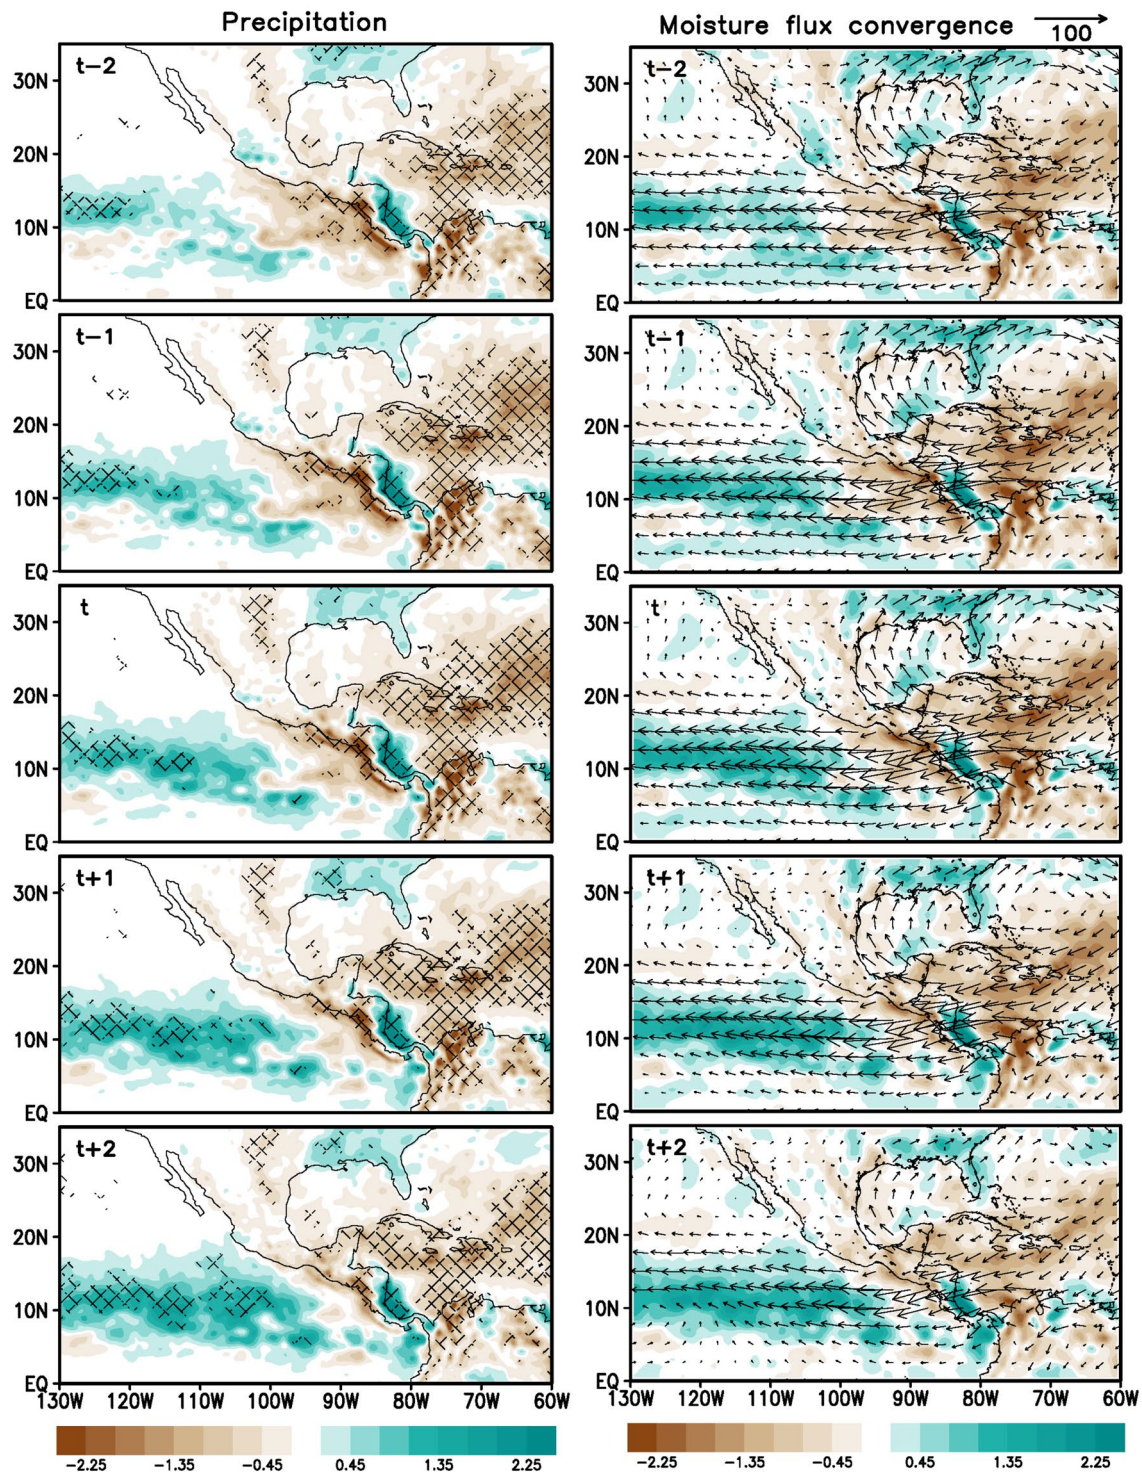 Precipitation
Moisture flux convergence
100
t-2
30N
20N
10N
EQ
t-2
30N
20N
10N
EQ
t-1
30N
20N
10N
EQ
t-1
30N
20N
10N
EQ
t
30N
20N
10N
EQ
t
30N
20N
10N
EQ
t+1
30N
20N
10N
EQ
t+1
30N
20N
10N
EQ
t+2
30N
20N
10N
EQ
130W 120W 110W 100W 90W 80W 70W 60W
t+2
30N
20N
10N
EQ
130W 120W 110W 100W 90W 80W 70W 60W
-2.25 -1.35 -0.45 0.45 1.35 2.25
-2.25 -1.35 -0.45 0.45 1.35 2.25